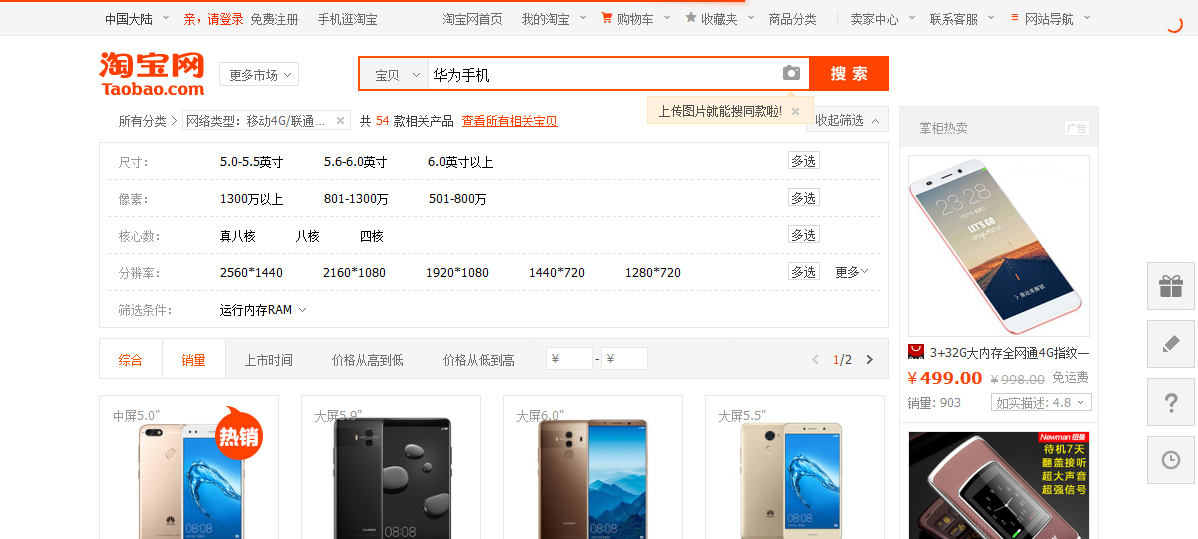 中国大陆 亲，请登录 免费注册 手机逛淘宝 淘宝网首页 我的淘宝 购物车 收藏夹 商品分类 卖家中心 联系客服 网站导航
淘宝网
Taobao.com
更多市场 宝贝 华为手机 搜索
上传图片就能搜同款啦!
所有分类 网络类型：移动4G/联通... 共 54 款相关产品 查看所有相关宝贝 收起筛选
尺寸： 5.0-5.5英寸 5.6-6.0英寸 6.0英寸以上 多选
像素： 1300万以上 801-1300万 501-800万 多选
核心数： 真八核 八核 四核 多选
分辨率： 2560*1440 2160*1080 1920*1080 1440*720 1280*720 多选 更多
筛选条件： 运行内存RAM
综合 销量 上市时间 价格从高到低 价格从低到高 ¥ - ¥ 1/2
中屏5.0" 大屏5.9" 大屏6.0" 大屏5.5"
热销
HUAWEI
08:08
08:08
08:08
掌柜热卖 广告
23:28
LET'S GO
anywhere
3+32G大内存全网通4G指纹一
¥499.00 ¥998.00 免运费
销量: 903 如实描述: 4.8
Newman 纽曼
待机7天
翻盖接听
超大声音
超强信号